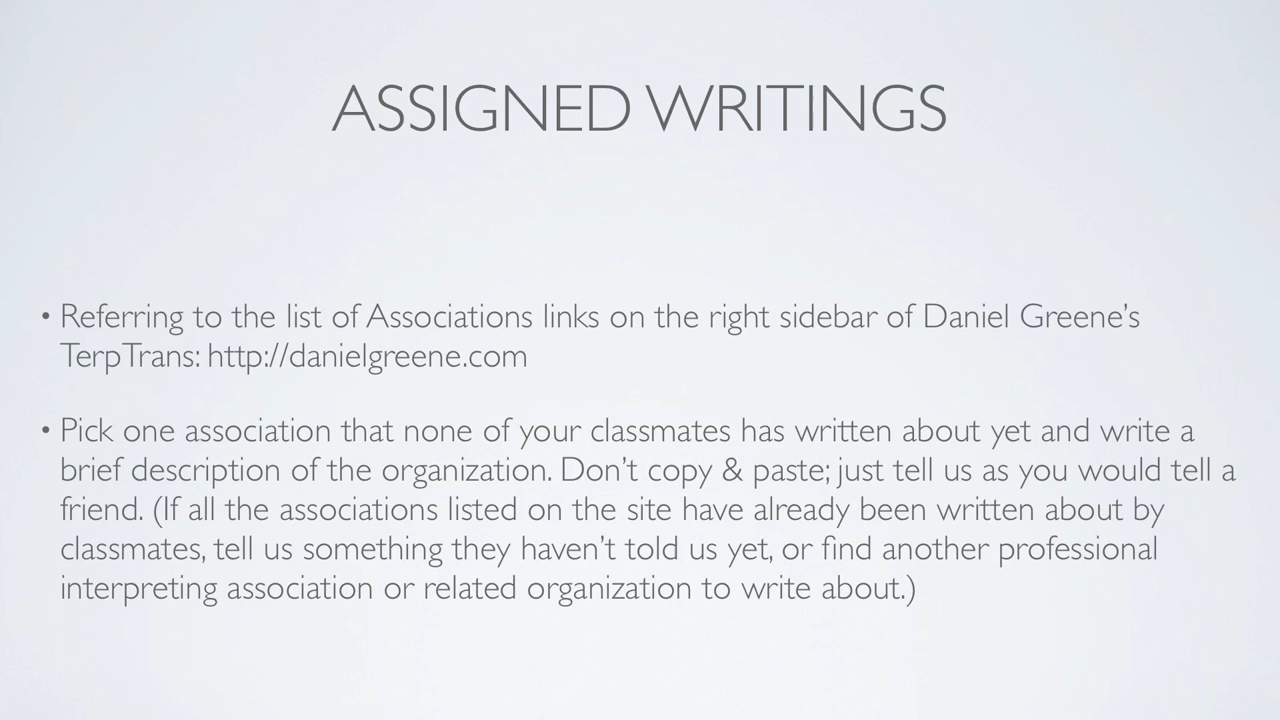 ASSIGNED WRITINGS
• Referring to the list of Associations links on the right sidebar of Daniel Greene’s
TerpTrans: http://danielgreene.com
• Pick one association that none of your classmates has written about yet and write a
brief description of the organization. Don’t copy & paste; just tell us as you would tell a
friend. (If all the associations listed on the site have already been written about by
classmates, tell us something they haven’t told us yet, or find another professional
interpreting association or related organization to write about.)